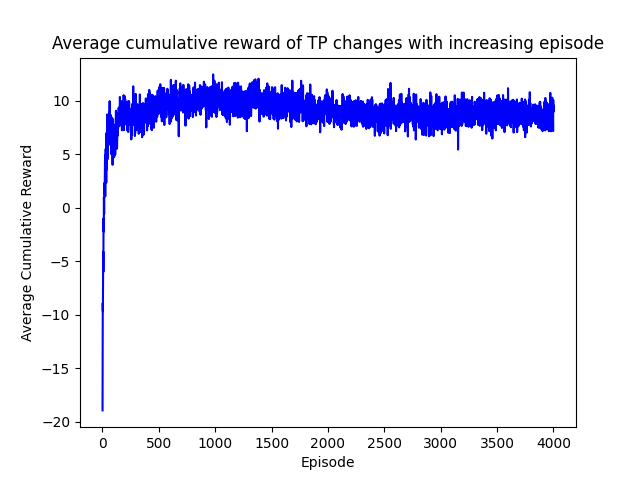 Average cumulative reward of TP changes with increasing episode
10
5
0
−5
−10
−15
−20
Average Cumulative Reward
0 500 1000 1500 2000 2500 3000 3500 4000
Episode